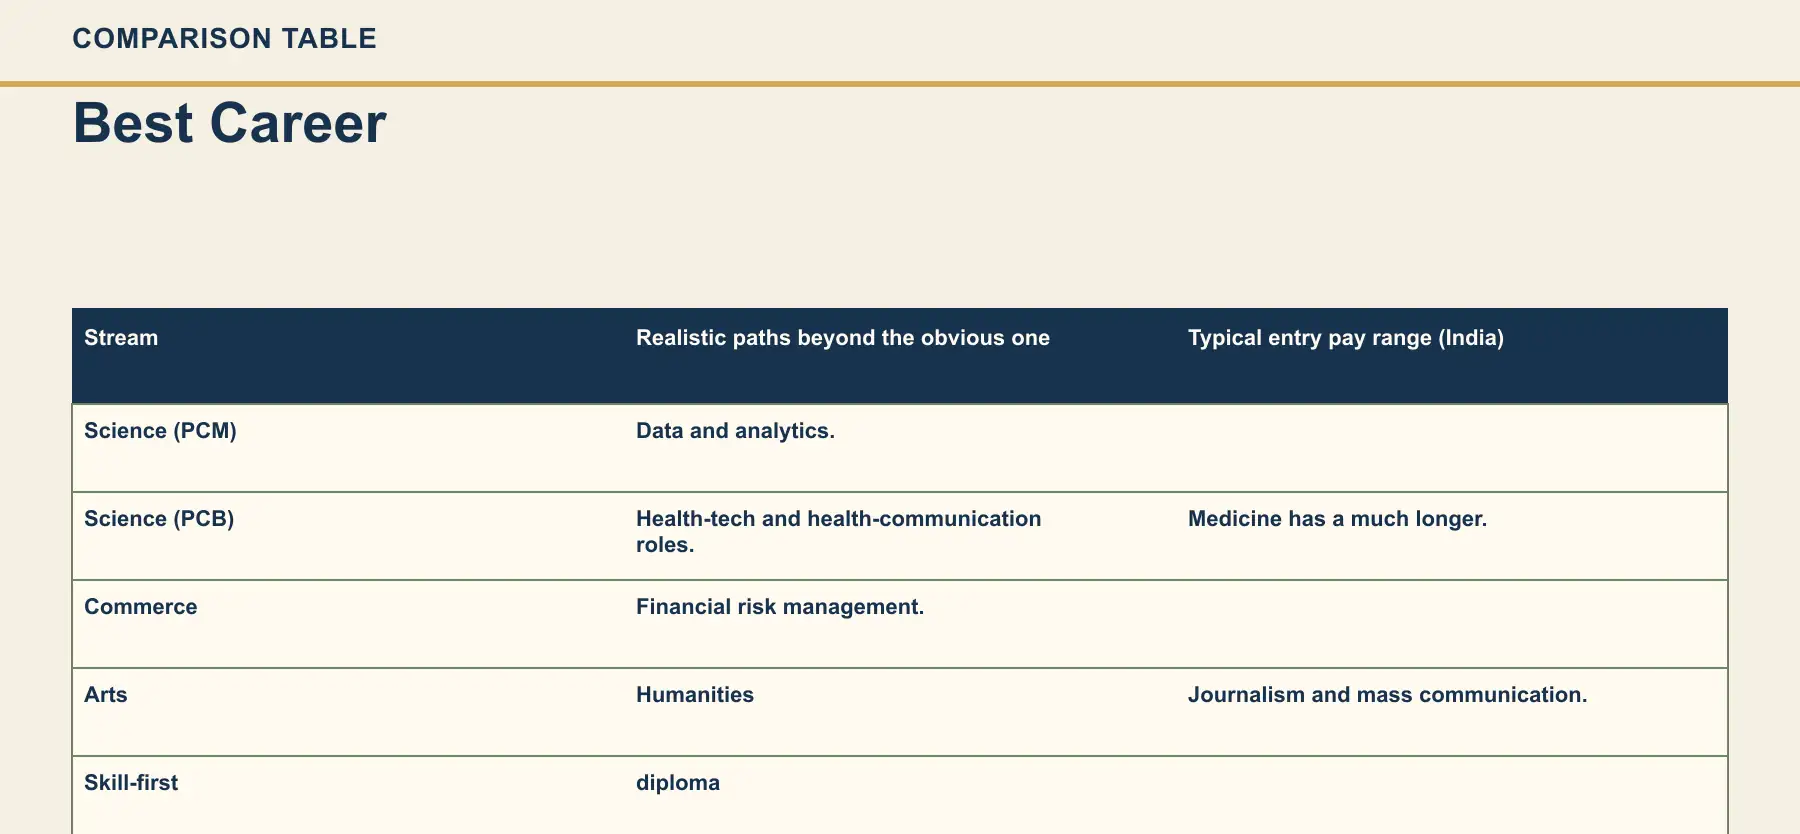 COMPARISON TABLE
Best Career
Stream Realistic paths beyond the obvious one Typical entry pay range (India)
Science (PCM) Data and analytics.
Science (PCB) Health-tech and health-communication Medicine has a much longer.
roles.
Commerce Financial risk management.
Arts Humanities Journalism and mass communication.
Skill-first diploma